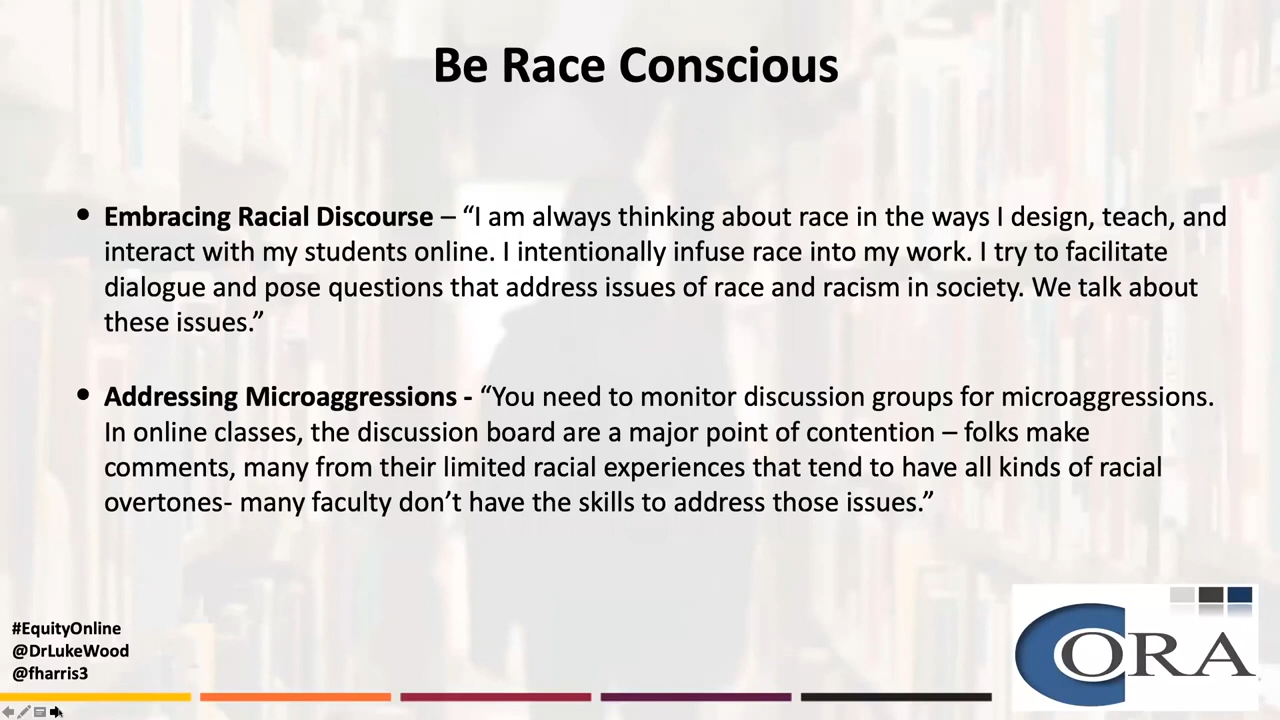 Be Race Conscious
• Embracing Racial Discourse – “I am always thinking about race in the ways I design, teach, and
interact with my students online. I intentionally infuse race into my work. I try to facilitate
dialogue and pose questions that address issues of race and racism in society. We talk about
these issues.”
• Addressing Microaggressions - “You need to monitor discussion groups for microaggressions.
In online classes, the discussion board are a major point of contention – folks make
comments, many from their limited racial experiences that tend to have all kinds of racial
overtones- many faculty don’t have the skills to address those issues.”
#EquityOnline
@DrLukeWood
@fharris3
CORA